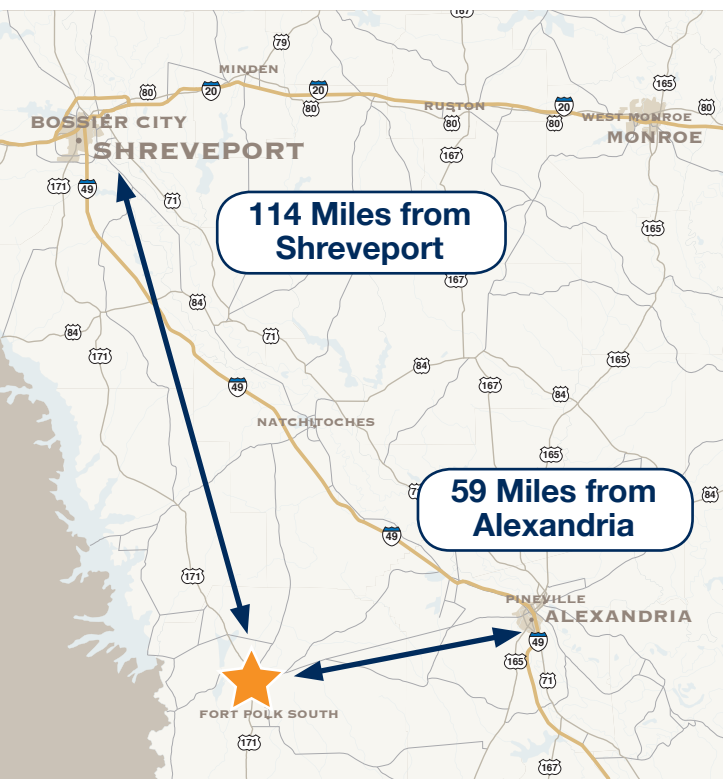 167
79
MINDEN
165
80
20
20
80
RUSTON
20
80
BOSSIER CITY
80
80
WEST MONROE
MONROE
SHREVEPORT
167
171
49
71
114 Miles from
Shreveport
165
167
84
84
71
171
165
84
49
167
84
NATCHITOCHES
165
59 Miles from
Alexandria
84
49
171
PINEVILLE
ALEXANDRIA
49
165
71
FORT POLK SOUTH
171
167